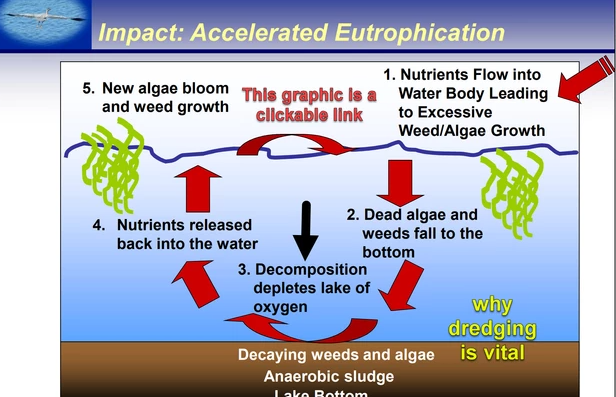 Impact: Accelerated Eutrophication
1. Nutrients Flow into
Water Body Leading
to Excessive
Weed/Algae Growth
5. New algae bloom
and weed growth
This graphic is a
clickable link
2. Dead algae and
weeds fall to the
bottom
4. Nutrients released
back into the water
3. Decomposition
depletes lake of
oxygen
why
dredging
is vital
Decaying weeds and algae
Anaerobic sludge
Lake Bottom